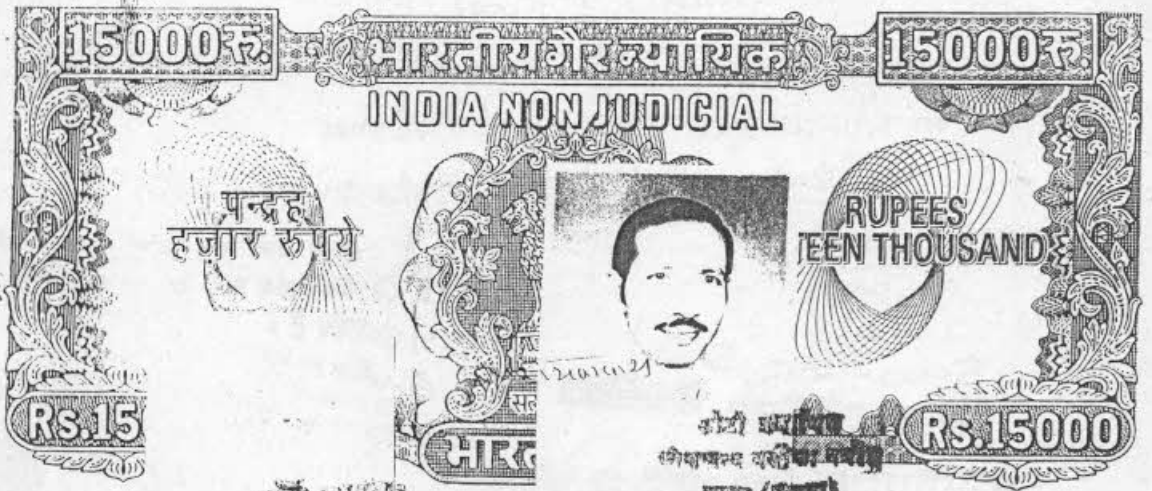 15000रु. भारतीय गैर न्यायिक 15000रु.
INDIA NON JUDICIAL
पन्द्रह
हजार रुपये
RUPEES
TEEN THOUSAND
Rs.15
भारत
Rs.15000